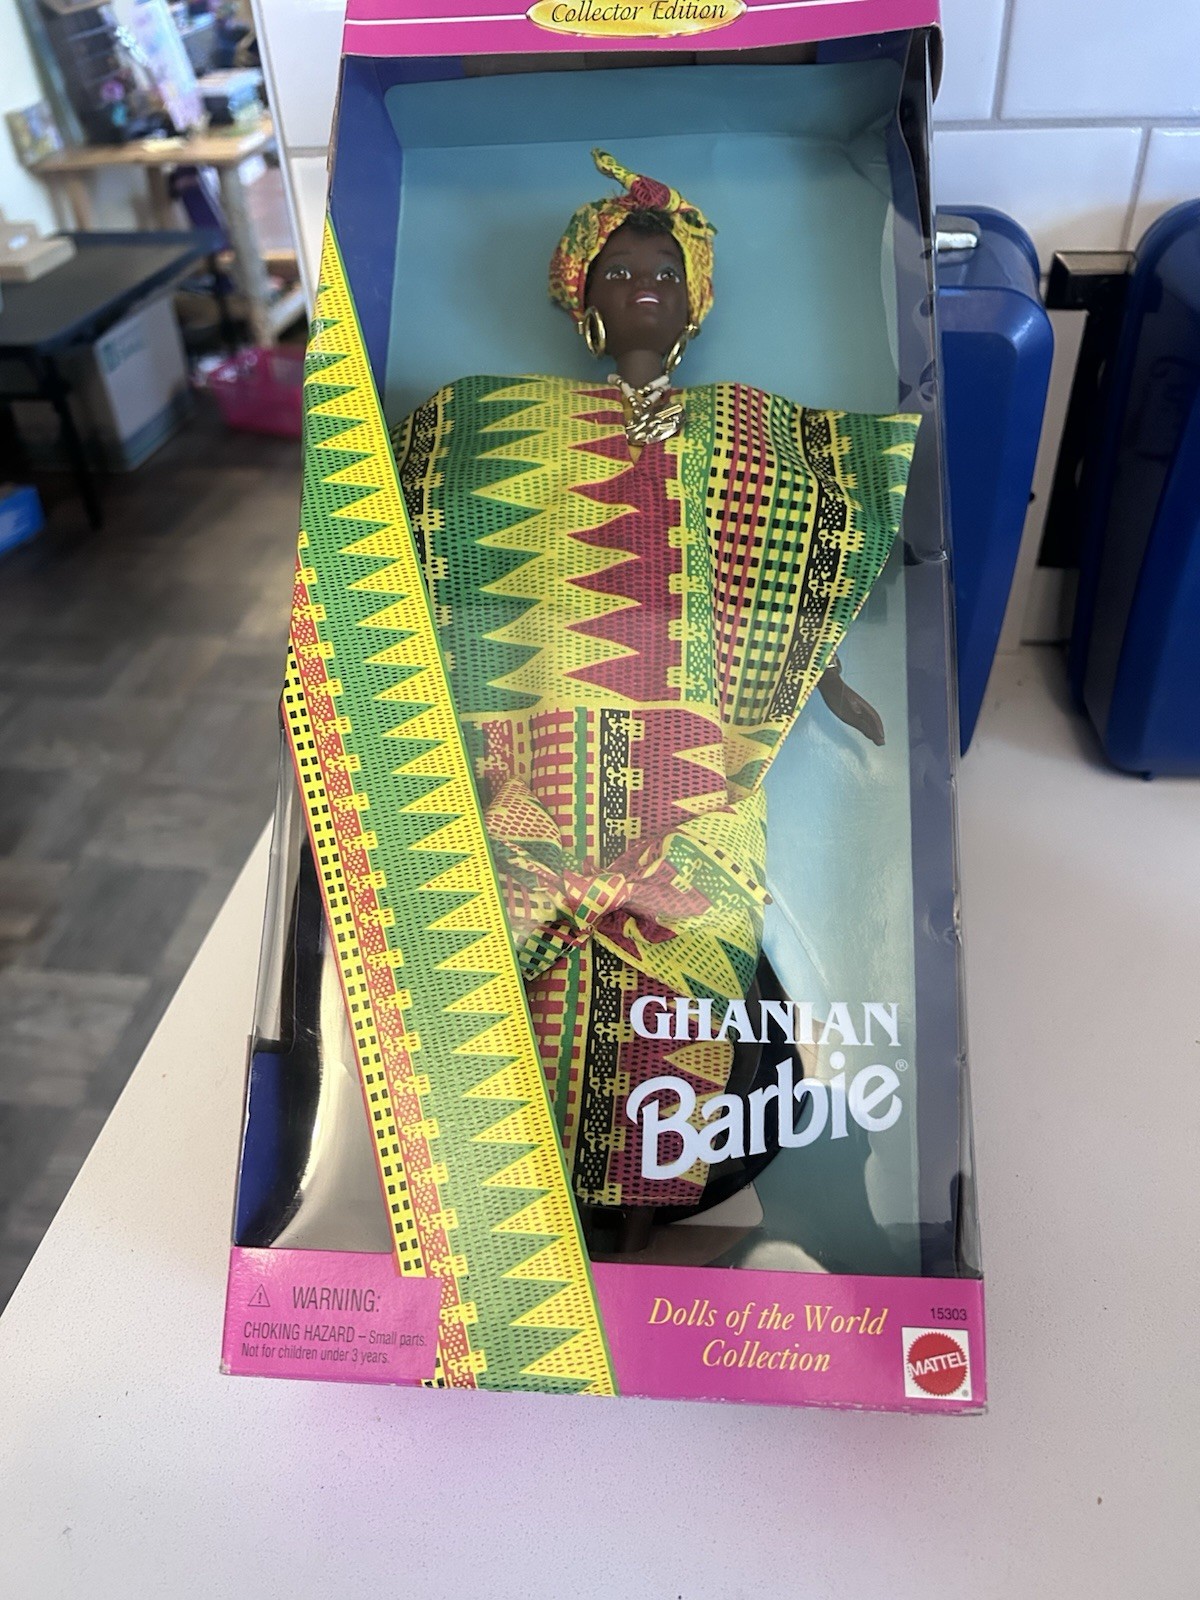 Collector Edition
GHANIAN
Barbie®
⚠ WARNING:
CHOKING HAZARD – Small parts.
Not for children under 3 years.
Dolls of the World
Collection
15303
MATTEL
®